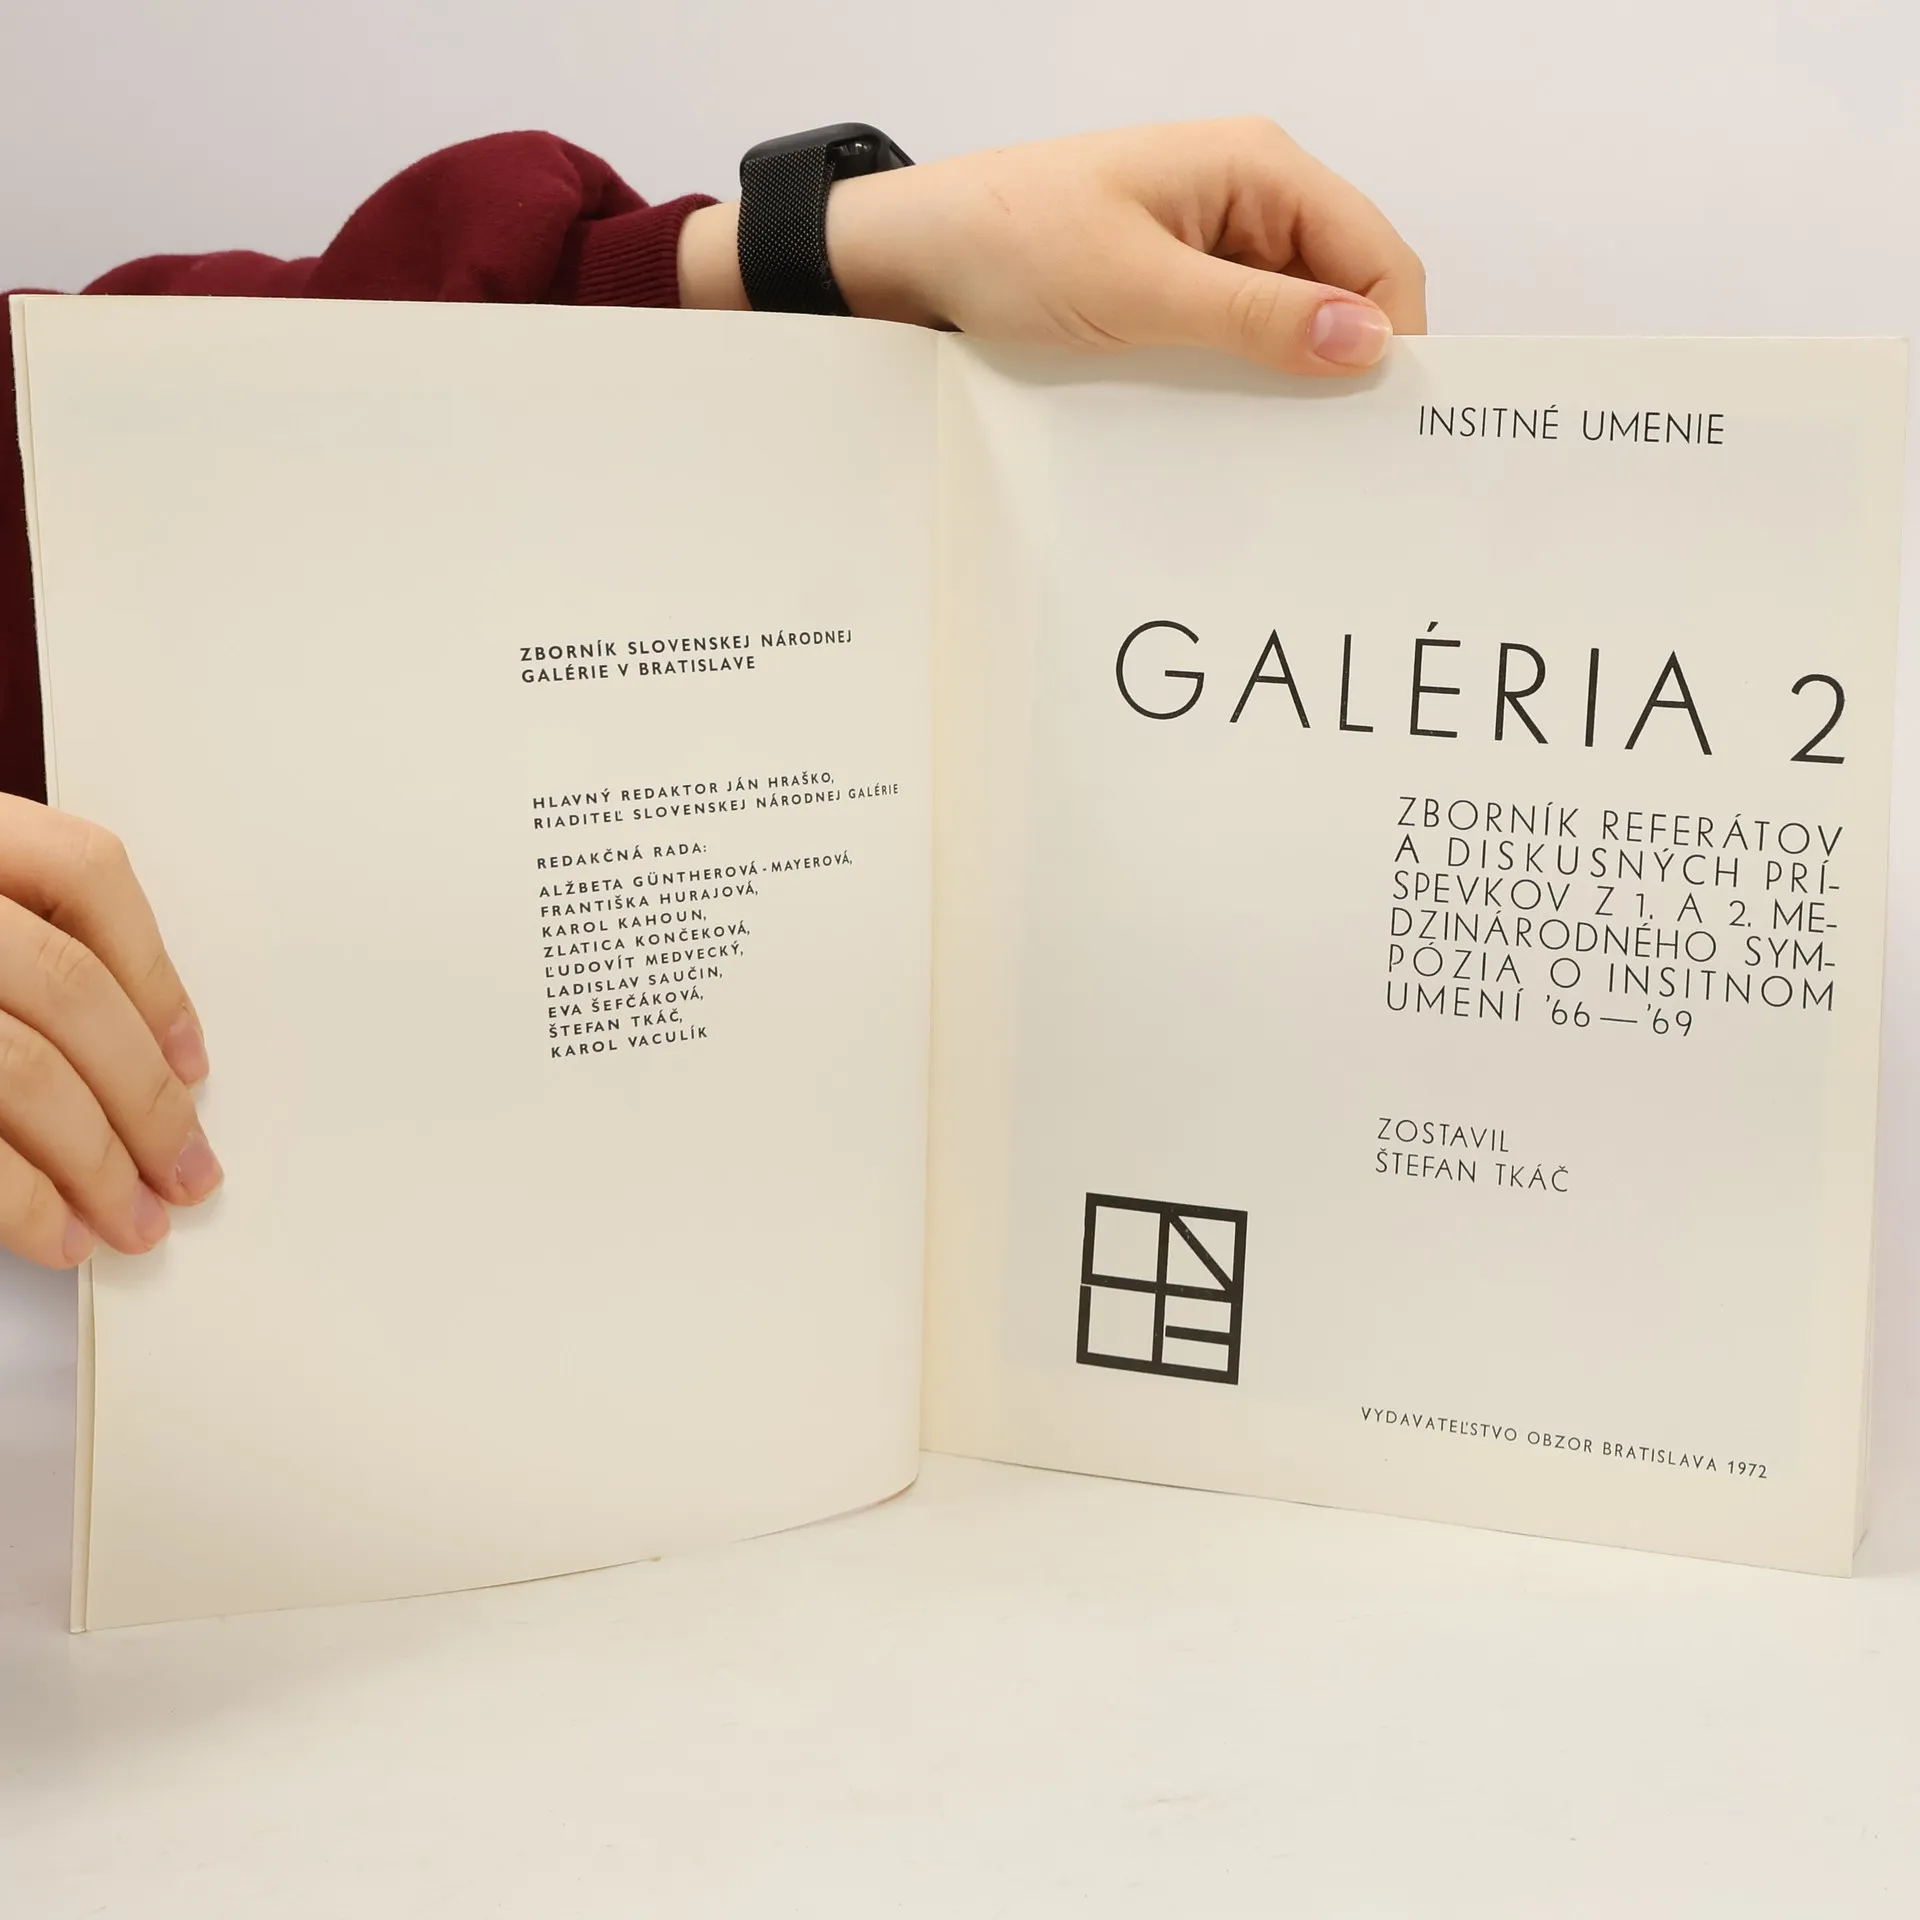 ZBORNÍK SLOVENSKEJ NÁRODNEJ
GALÉRIE V BRATISLAVE
HLAVNÝ REDAKTOR JÁN HRAŠKO,
RIADITEĽ SLOVENSKEJ NÁRODNEJ GALÉRIE
REDAKČNÁ RADA:
ALŽBETA GÜNTHEROVÁ-MAYEROVÁ,
FRANTIŠKA HURAJOVÁ,
KAROL KAHOUN,
ZLATICA KONČEKOVÁ,
ĽUDOVÍT MEDVECKÝ,
LADISLAV SAUČIN,
EVA ŠEFČÁKOVÁ,
ŠTEFAN TKÁČ,
KAROL VACULÍK
INSITNÉ UMENIE
GALÉRIA 2
ZBORNÍK REFERÁTOV
A DISKUSNÝCH PRÍ-
SPEVKOV Z 1. A 2. ME-
DZINÁRODNÉHO SYM-
PÓZIA O INSITNOM
UMENÍ '66—'69
ZOSTAVIL
ŠTEFAN TKÁČ
VYDAVATEĽSTVO OBZOR BRATISLAVA 1972